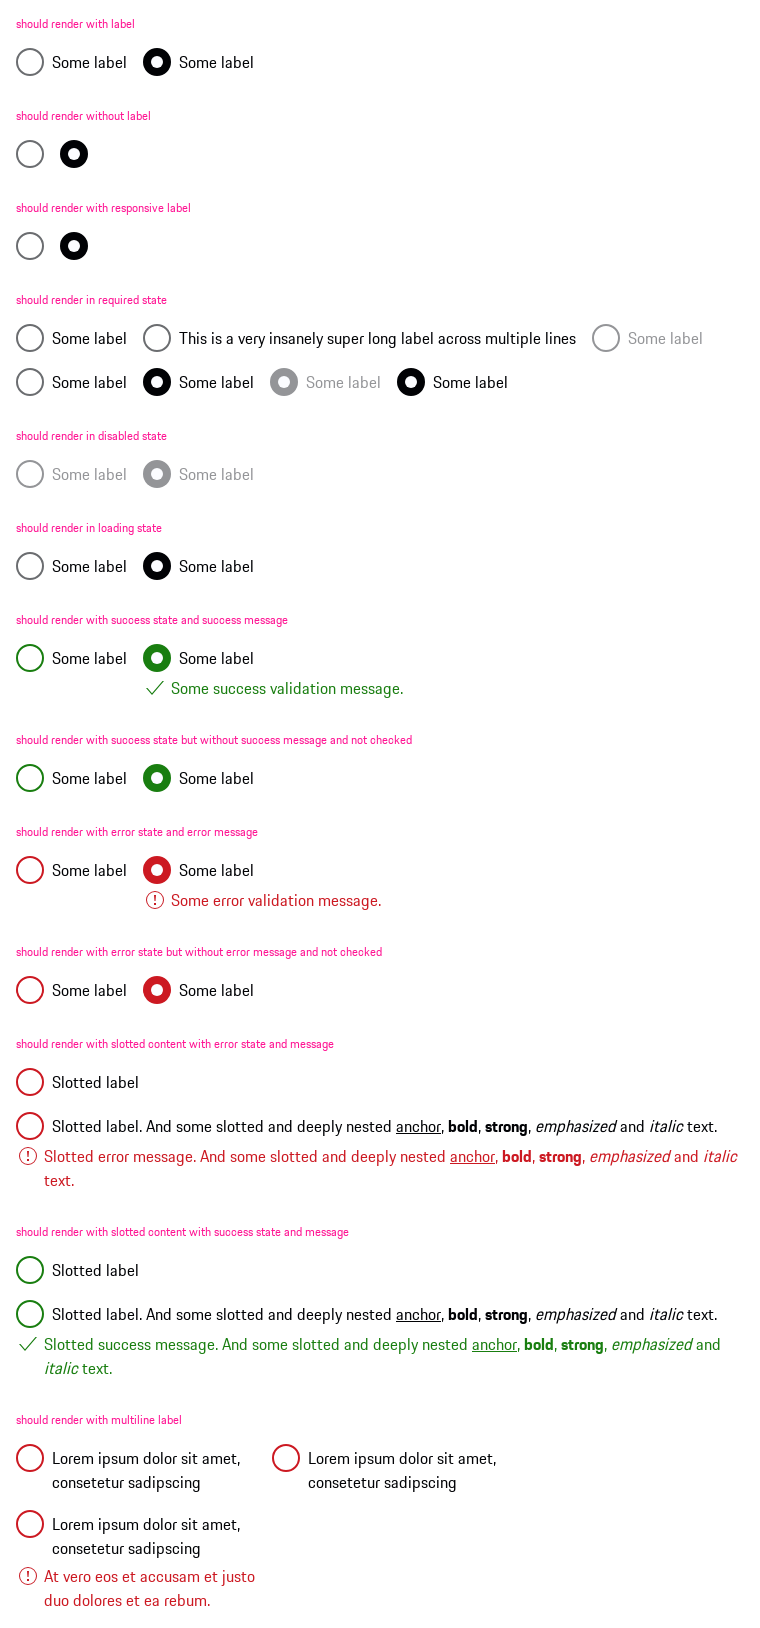 should render with label
Some label Some label
should render without label
should render with responsive label
should render in required state
Some label This is a very insanely super long label across multiple lines Some label
Some label Some label Some label Some label
should render in disabled state
Some label Some label
should render in loading state
Some label Some label
should render with success state and success message
Some label Some label
Some success validation message.
should render with success state but without success message and not checked
Some label Some label
should render with error state and error message
Some label Some label
Some error validation message.
should render with error state but without error message and not checked
Some label Some label
should render with slotted content with error state and message
Slotted label
Slotted label. And some slotted and deeply nested anchor, bold, strong, emphasized and italic text.
Slotted error message. And some slotted and deeply nested anchor, bold, strong, emphasized and italic
text.
should render with slotted content with success state and message
Slotted label
Slotted label. And some slotted and deeply nested anchor, bold, strong, emphasized and italic text.
Slotted success message. And some slotted and deeply nested anchor, bold, strong, emphasized and
italic text.
should render with multiline label
Lorem ipsum dolor sit amet, Lorem ipsum dolor sit amet,
consetetur sadipscing consetetur sadipscing
Lorem ipsum dolor sit amet,
consetetur sadipscing
At vero eos et accusam et justo
duo dolores et ea rebum.